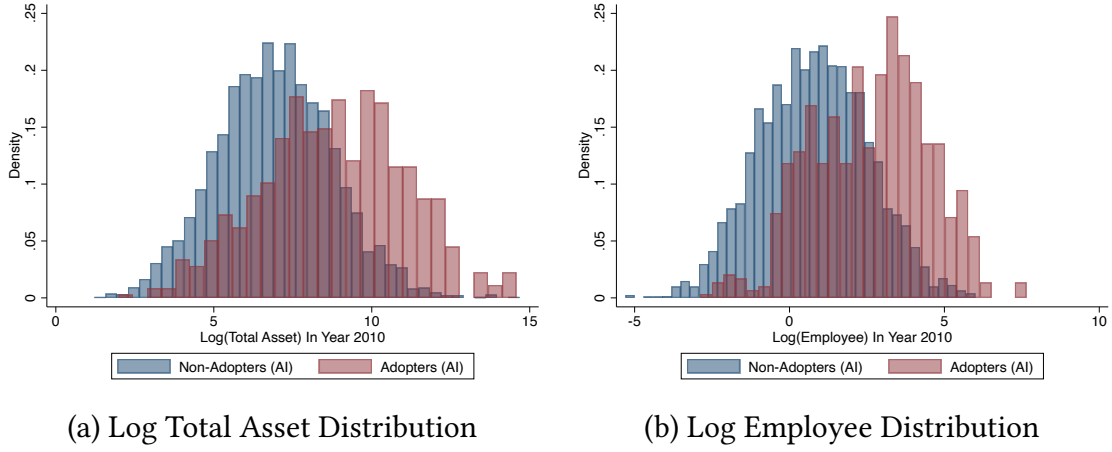 .25
.2
.15
.1
.05
0
Density
0 5 10 15
Log(Total Asset) In Year 2010
Non-Adopters (AI) Adopters (AI)
(a) Log Total Asset Distribution
.25
.2
.15
.1
.05
0
Density
-5 0 5 10
Log(Employee) In Year 2010
Non-Adopters (AI) Adopters (AI)
(b) Log Employee Distribution